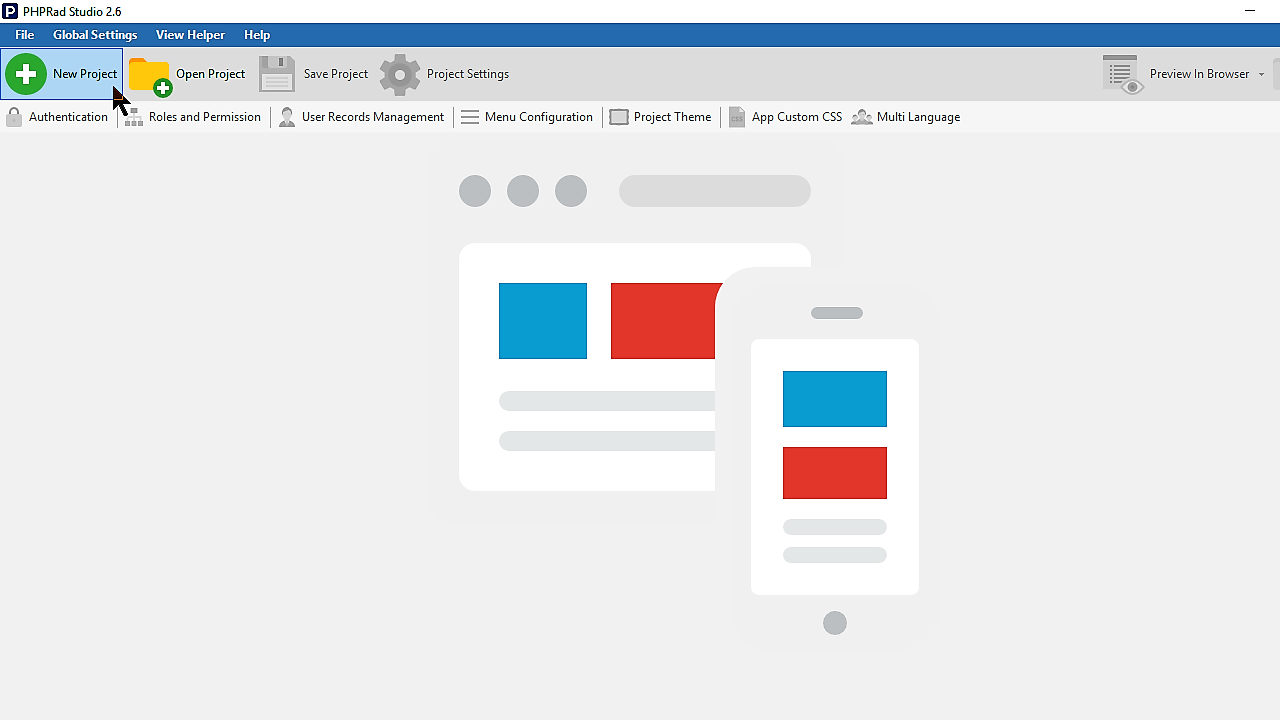 PHPRad Studio 2.6
File Global Settings View Helper Help
New Project Open Project Save Project Project Settings Preview In Browser
Authentication Roles and Permission User Records Management Menu Configuration Project Theme App Custom CSS Multi Language